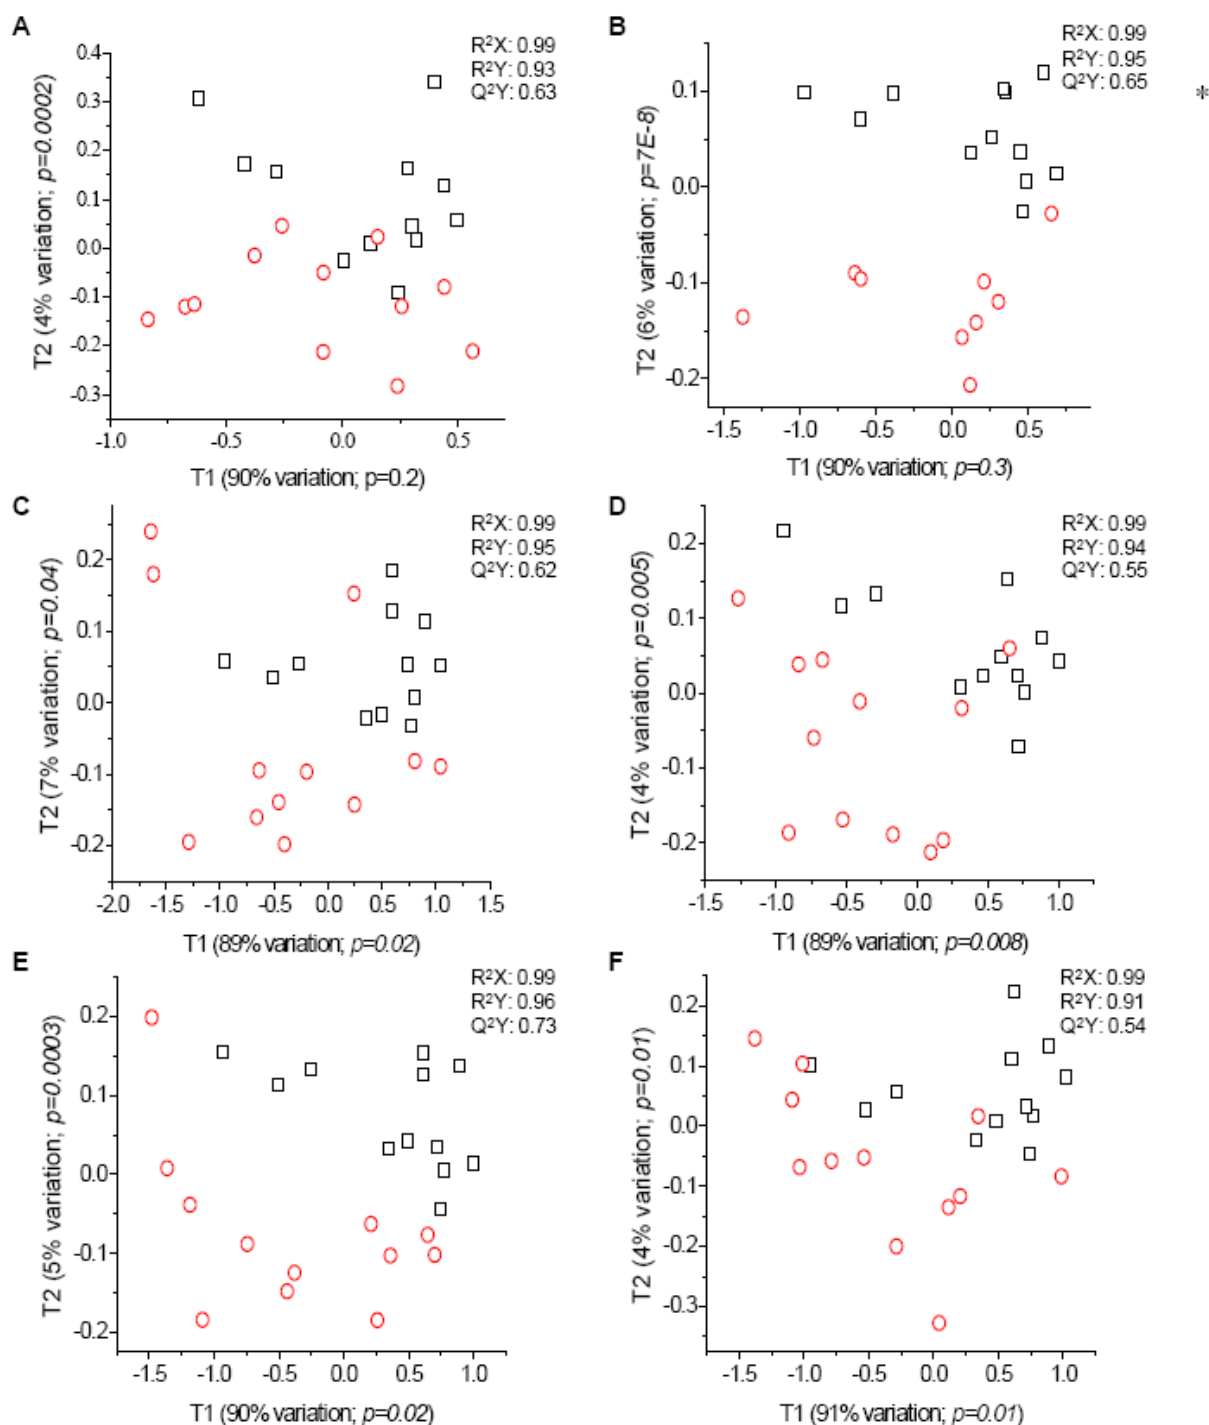 A
R²X: 0.99
R²Y: 0.93
Q²Y: 0.63
T2 (4% variation; p=0.0002)
0.4
0.3
0.2
0.1
0.0
-0.1
-0.2
-0.3
-1.0 -0.5 0.0 0.5
T1 (90% variation; p=0.2)
B
R²X: 0.99
R²Y: 0.95
Q²Y: 0.65
*
T2 (6% variation; p=7E-8)
0.1
0.0
-0.1
-0.2
-1.5 -1.0 -0.5 0.0 0.5
T1 (90% variation; p=0.3)
C
R²X: 0.99
R²Y: 0.95
Q²Y: 0.62
T2 (7% variation; p=0.04)
0.2
0.1
0.0
-0.1
-0.2
-2.0 -1.5 -1.0 -0.5 0.0 0.5 1.0 1.5
T1 (89% variation; p=0.02)
D
R²X: 0.99
R²Y: 0.94
Q²Y: 0.55
T2 (4% variation; p=0.005)
0.2
0.1
0.0
-0.1
-0.2
-1.5 -1.0 -0.5 0.0 0.5 1.0
T1 (89% variation; p=0.008)
E
R²X: 0.99
R²Y: 0.96
Q²Y: 0.73
T2 (5% variation; p=0.0003)
0.2
0.1
0.0
-0.1
-0.2
-1.5 -1.0 -0.5 0.0 0.5 1.0
T1 (90% variation; p=0.02)
F
R²X: 0.99
R²Y: 0.91
Q²Y: 0.54
T2 (4% variation; p=0.01)
0.2
0.1
0.0
-0.1
-0.2
-0.3
-1.5 -1.0 -0.5 0.0 0.5 1.0
T1 (91% variation; p=0.01)